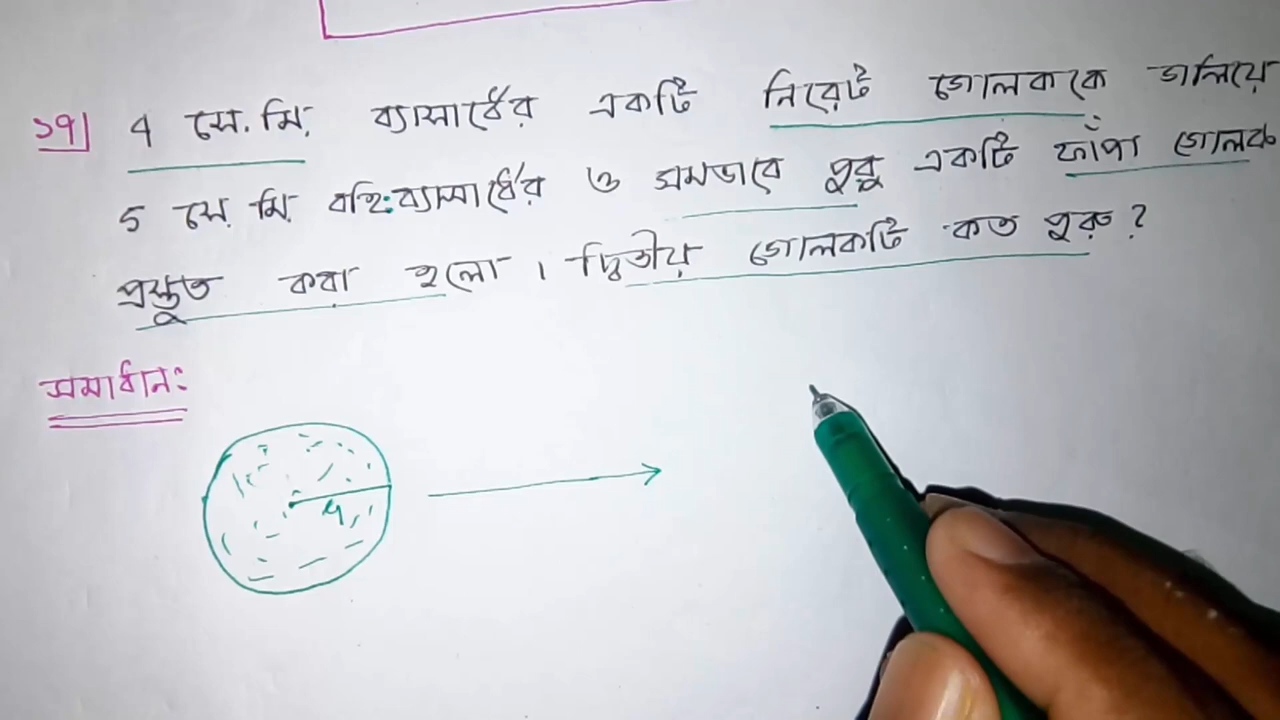 ১৭| 4 সে.মি. ব্যাসার্ধের একটি নিরেট গোলককে গলিয়ে
5 সে.মি. বহিঃব্যাসার্ধের ও সমভাবে পুরু একটি ফাঁপা গোলক
প্রস্তুত করা হলো। দ্বিতীয় গোলকটি কত পুরু?
সমাধানঃ
4